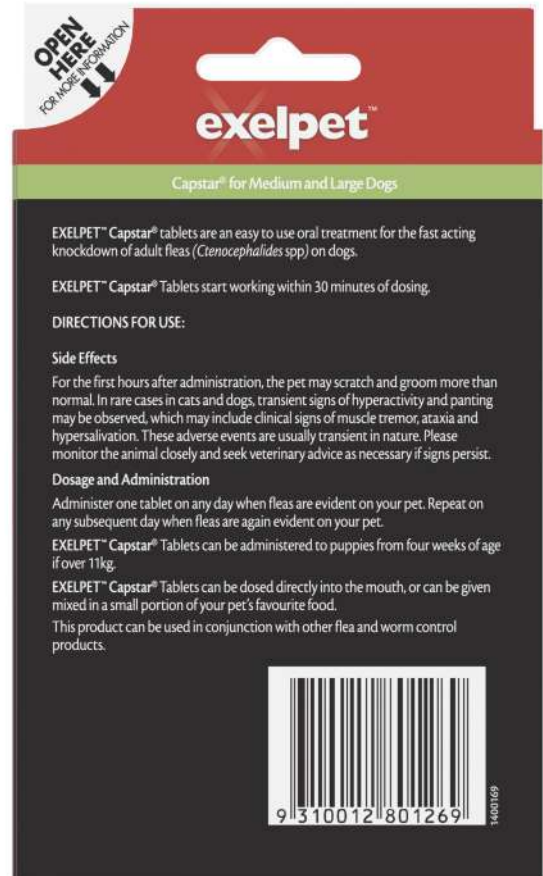 OPEN
HERE
FOR MORE INFORMATION
exelpet™
Capstar® for Medium and Large Dogs
EXELPET™ Capstar® tablets are an easy to use oral treatment for the fast acting
knockdown of adult fleas (Ctenocephalides spp) on dogs.
EXELPET™ Capstar® Tablets start working within 30 minutes of dosing.
DIRECTIONS FOR USE:
Side Effects
For the first hours after administration, the pet may scratch and groom more than
normal. In rare cases in cats and dogs, transient signs of hyperactivity and panting
may be observed, which may include clinical signs of muscle tremor, ataxia and
hypersalivation. These adverse events are usually transient in nature. Please
monitor the animal closely and seek veterinary advice as necessary if signs persist.
Dosage and Administration
Administer one tablet on any day when fleas are evident on your pet. Repeat on
any subsequent day when fleas are again evident on your pet.
EXELPET™ Capstar® Tablets can be administered to puppies from four weeks of age
if over 11kg.
EXELPET™ Capstar® Tablets can be dosed directly into the mouth, or can be given
mixed in a small portion of your pet's favourite food.
This product can be used in conjunction with other flea and worm control
products.
9 310012 801269
1400169